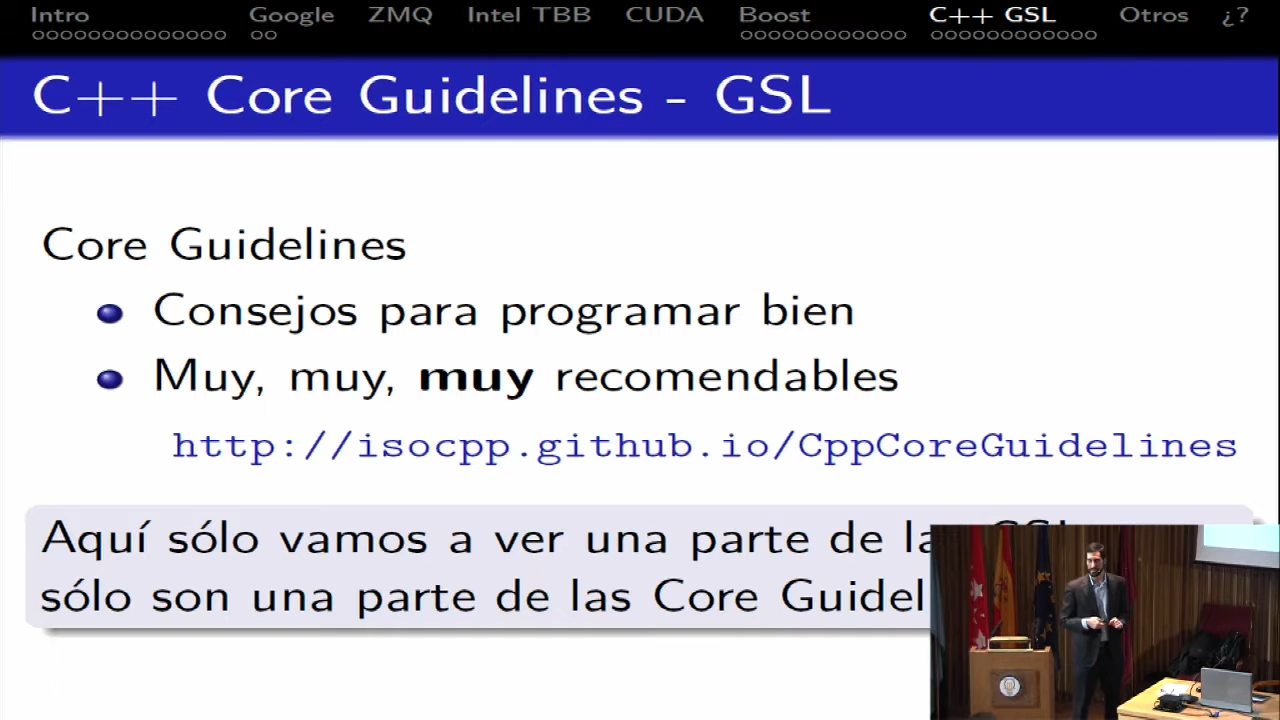 Intro Google ZMQ Intel TBB CUDA Boost C++ GSL Otros ¿?
C++ Core Guidelines - GSL
Core Guidelines
Consejos para programar bien
Muy, muy, muy recomendables
http://isocpp.github.io/CppCoreGuidelines
Aquí sólo vamos a ver una parte de
sólo son una parte de las Core